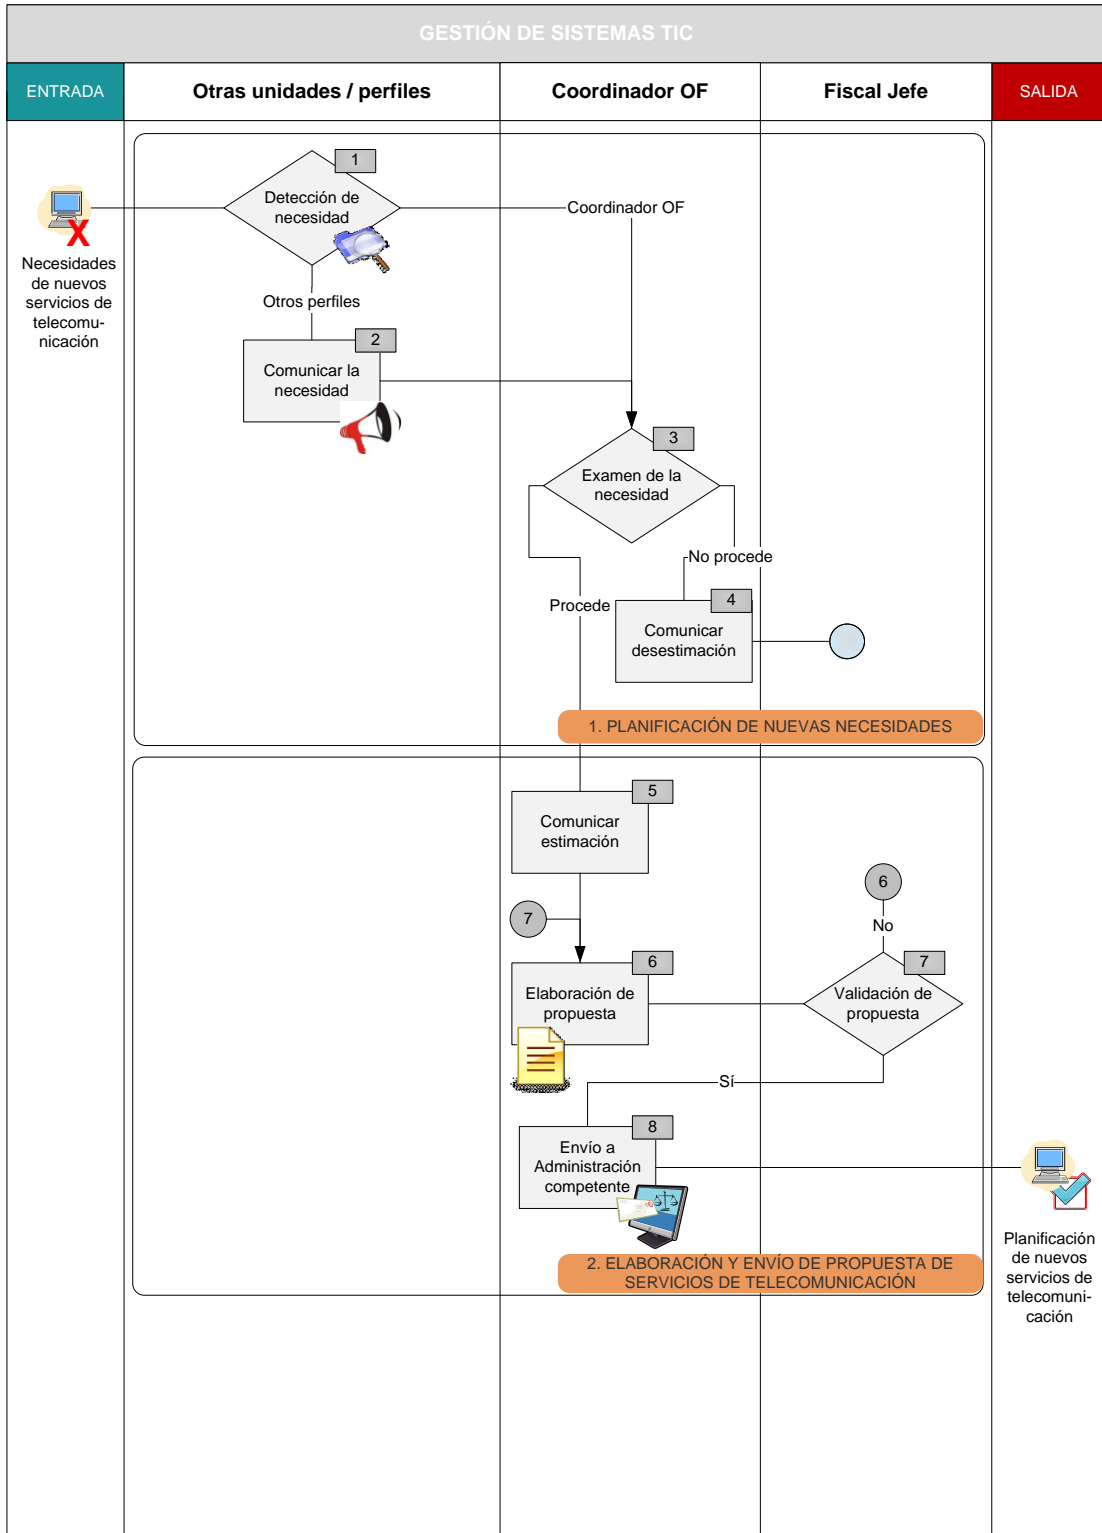 GESTIÓN DE SISTEMAS TIC
ENTRADA
Otras unidades / perfiles
Coordinador OF
Fiscal Jefe
SALIDA
1
Detección de
necesidad
Coordinador OF
X
Necesidades
de nuevos
servicios de
telecomu-
nicación
Otros perfiles
2
Comunicar la
necesidad
3
Examen de la
necesidad
No procede
Procede
4
Comunicar
desestimación
1. PLANIFICACIÓN DE NUEVAS NECESIDADES
5
Comunicar
estimación
6
7
No
6
Elaboración de
propuesta
7
Validación de
propuesta
Sí
8
Envío a
Administración
competente
Planificación
de nuevos
servicios de
telecomuni-
cación
2. ELABORACIÓN Y ENVÍO DE PROPUESTA DE
SERVICIOS DE TELECOMUNICACIÓN